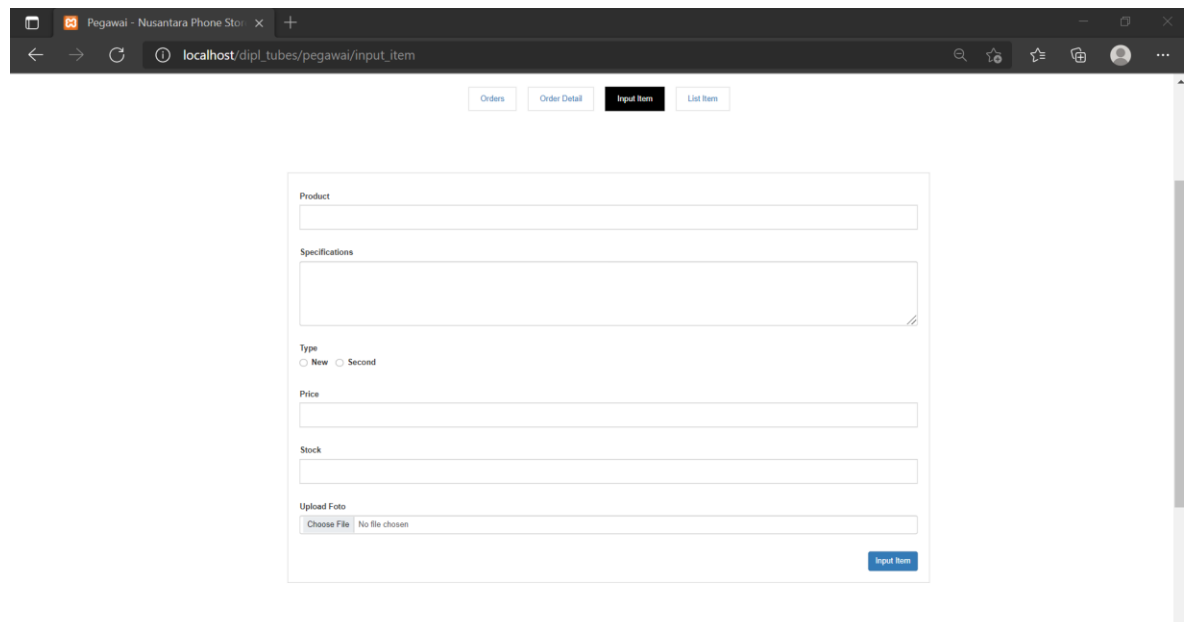 Pegawai - Nusantara Phone Stor
localhost/dipl_tubes/pegawai/input_item
Orders Order Detail Input Item List Item
Product
Specifications
Type
New Second
Price
Stock
Upload Foto
Choose File No file chosen
Input Item